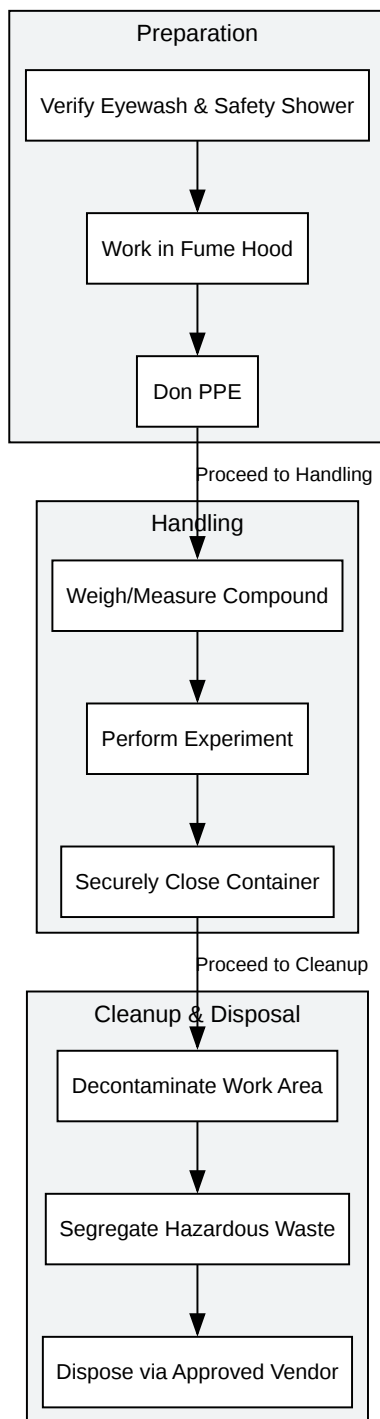 Preparation
Verify Eyewash & Safety Shower
Work in Fume Hood
Don PPE
Proceed to Handling
Handling
Weigh/Measure Compound
Perform Experiment
Securely Close Container
Proceed to Cleanup
Cleanup & Disposal
Decontaminate Work Area
Segregate Hazardous Waste
Dispose via Approved Vendor